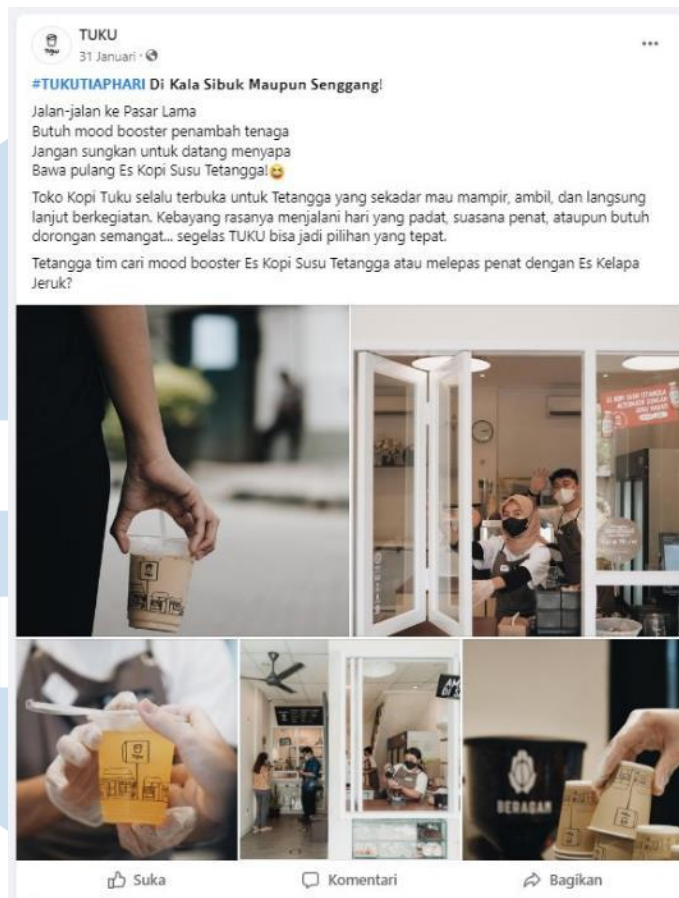 TUKU
31 Januari ·
#TUKUTIAPHARI Di Kala Sibuk Maupun Senggang!
Jalan-jalan ke Pasar Lama
Butuh mood booster penambah tenaga
Jangan sungkan untuk datang menyapa
Bawa pulang Es Kopi Susu Tetangga!😆
Toko Kopi Tuku selalu terbuka untuk Tetangga yang sekadar mau mampir, ambil, dan langsung
lanjut berkegiatan. Kebayang rasanya menjalani hari yang padat, suasana penat, ataupun butuh
dorongan semangat... segelas TUKU bisa jadi pilihan yang tepat.
Tetangga tim cari mood booster Es Kopi Susu Tetangga atau melepas penat dengan Es Kelapa
Jeruk?
BERAGAM
Suka
Komentari
Bagikan